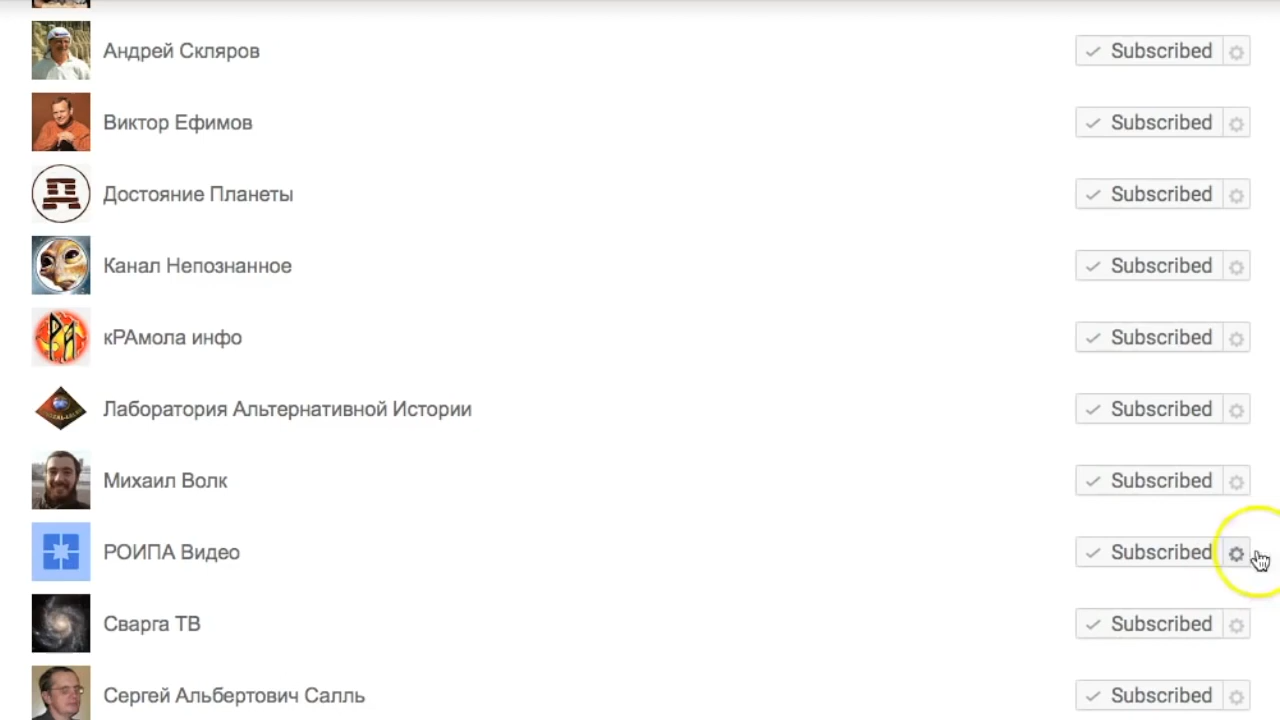 Андрей Скляров Subscribed
Виктор Ефимов Subscribed
Достояние Планеты Subscribed
Канал Непознанное Subscribed
кРАмола инфо Subscribed
Лаборатория Альтернативной Истории Subscribed
Михаил Волк Subscribed
РОИПА Видео Subscribed
Сварга ТВ Subscribed
Сергей Альбертович Салль Subscribed